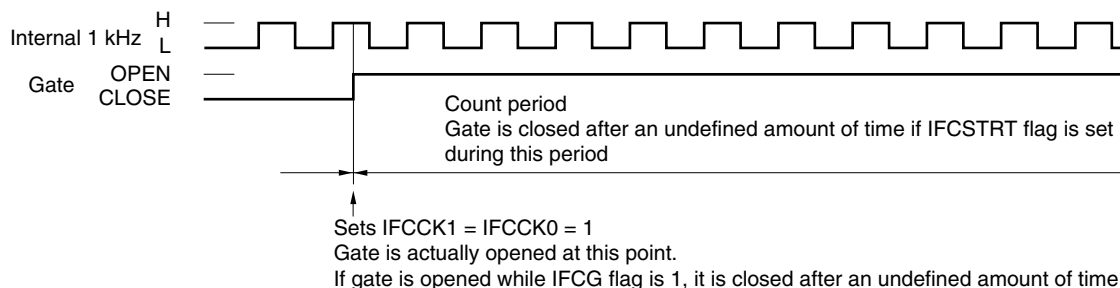 H
Internal 1 kHz
L
OPEN
Gate
CLOSE
Count period
Gate is closed after an undefined amount of time if IFCSTRT flag is set
during this period
Sets IFCCK1 = IFCCK0 = 1
Gate is actually opened at this point.
If gate is opened while IFCG flag is 1, it is closed after an undefined amount of time